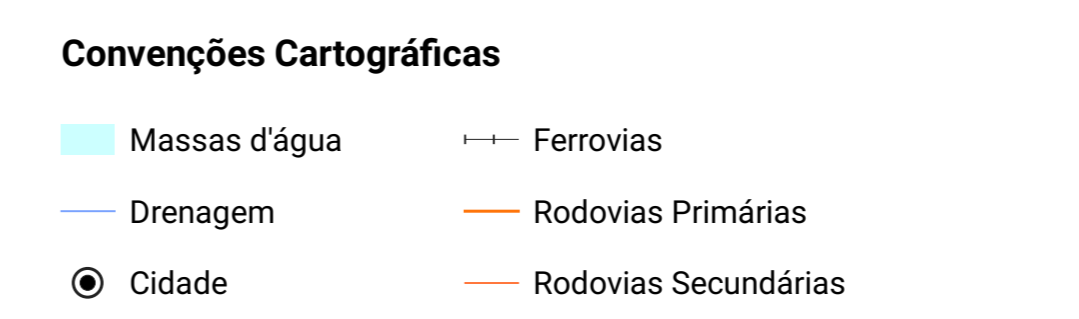 Convenções Cartográficas
Massas d'água
Ferrovias
Drenagem
Rodovias Primárias
Cidade
Rodovias Secundárias